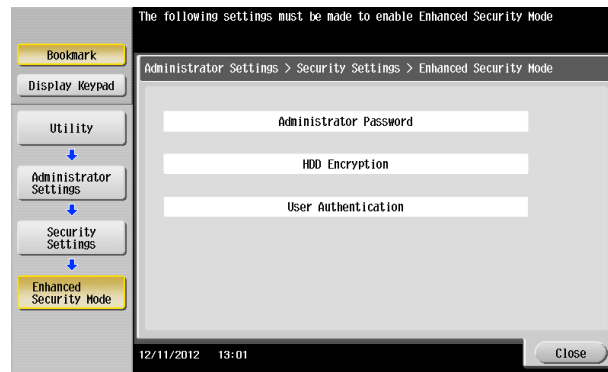 The following settings must be made to enable Enhanced Security Mode
Bookmark
Display Keypad
Administrator Settings > Security Settings > Enhanced Security Mode
Utility
Administrator
Settings
Security
Settings
Enhanced
Security Mode
Administrator Password
HDD Encryption
User Authentication
12/11/2012 13:01
Close